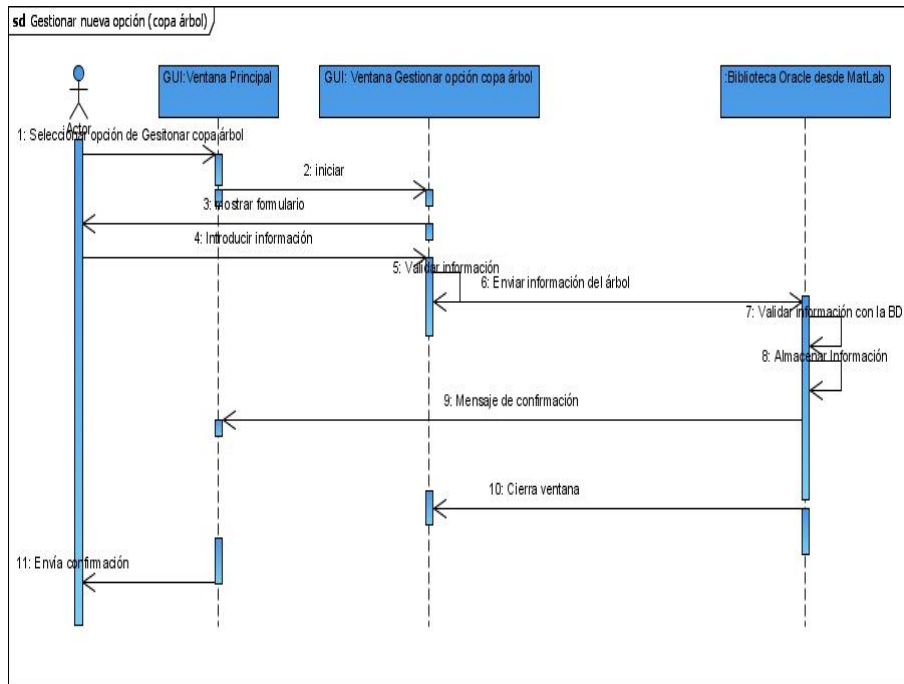 sd Gestionar nueva opción (copa árbol)
GUI:Ventana Principal
GUI: Ventana Gestionar opción copa árbol
:Biblioteca Oracle desde MatLab
:Actor
1: Seleccionar opción de Gesitonar copa árbol
2: iniciar
3: mostrar formulario
4: Introducir información
5: Validar información
6: Enviar información del árbol
7: Validar información con la BD
8: Almacenar Información
9: Mensaje de confirmación
10: Cierra ventana
11: Envía confirmación